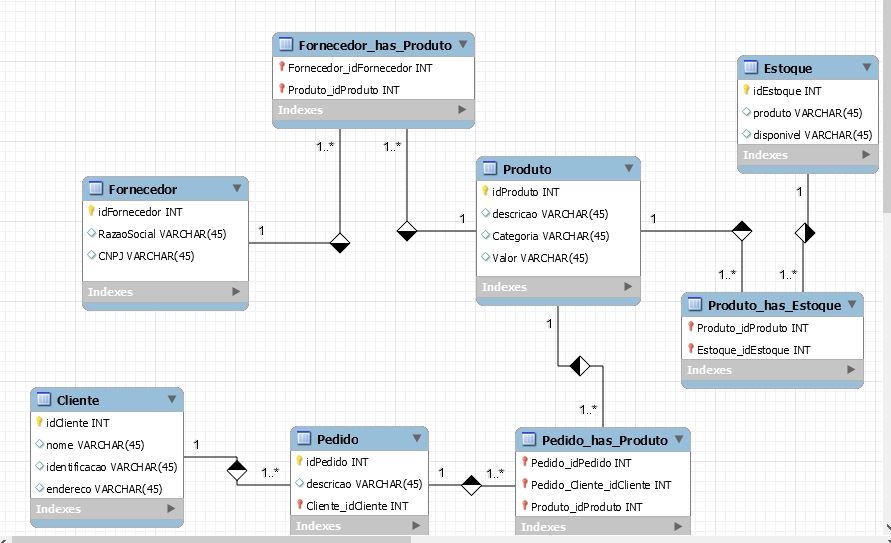 Fornecedor_has_Produto
Fornecedor_idFornecedor INT
Produto_idProduto INT
Indexes
1..*
1..*
Estoque
idEstoque INT
produto VARCHAR(45)
disponivel VARCHAR(45)
Indexes
1
1..*
Fornecedor
idFornecedor INT
RazaoSocial VARCHAR(45)
CNPJ VARCHAR(45)
Indexes
1
Produto
idProduto INT
descricao VARCHAR(45)
Categoria VARCHAR(45)
Valor VARCHAR(45)
Indexes
1
1
1..*
1
1..*
Produto_has_Estoque
Produto_idProduto INT
Estoque_idEstoque INT
Indexes
Cliente
idCliente INT
nome VARCHAR(45)
identificacao VARCHAR(45)
endereco VARCHAR(45)
Indexes
1
1..*
Pedido
idPedido INT
descricao VARCHAR(45)
Cliente_idCliente INT
Indexes
1
1..*
Pedido_has_Produto
Pedido_idPedido INT
Pedido_Cliente_idCliente INT
Produto_idProduto INT
Indexes